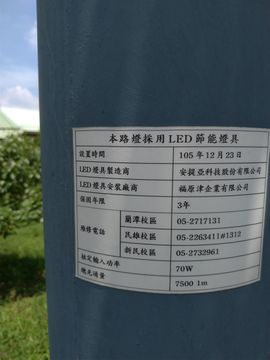 本路燈採用LED節能燈具
設置時間 105年12月23日
LED燈具製造商 安提亞科技股份有限公司
LED燈具安裝廠商 福原津企業有限公司
保固年限 3年
維修電話
蘭潭校區 05-2717131
民雄校區 05-2263411#1312
新民校區 05-2732961
核定輸入功率 70W
總光通量 7500 lm